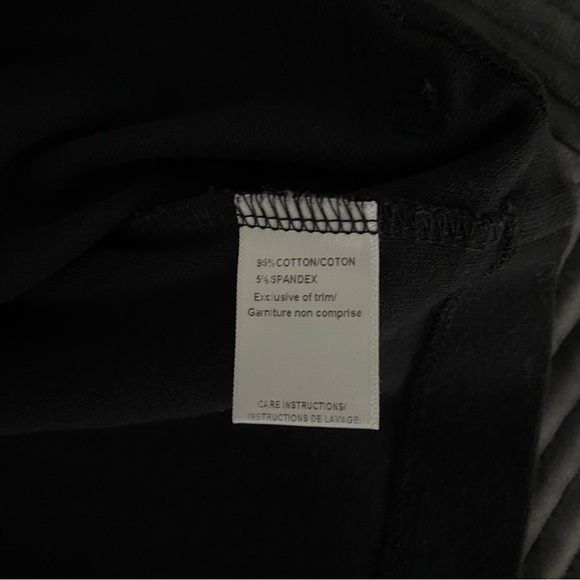 95%COTTON/COTON
5%SPANDEX
Exclusive of trim/
Garniture non comprise
CARE INSTRUCTIONS/
INSTRUCTIONS DE LAVAGE: